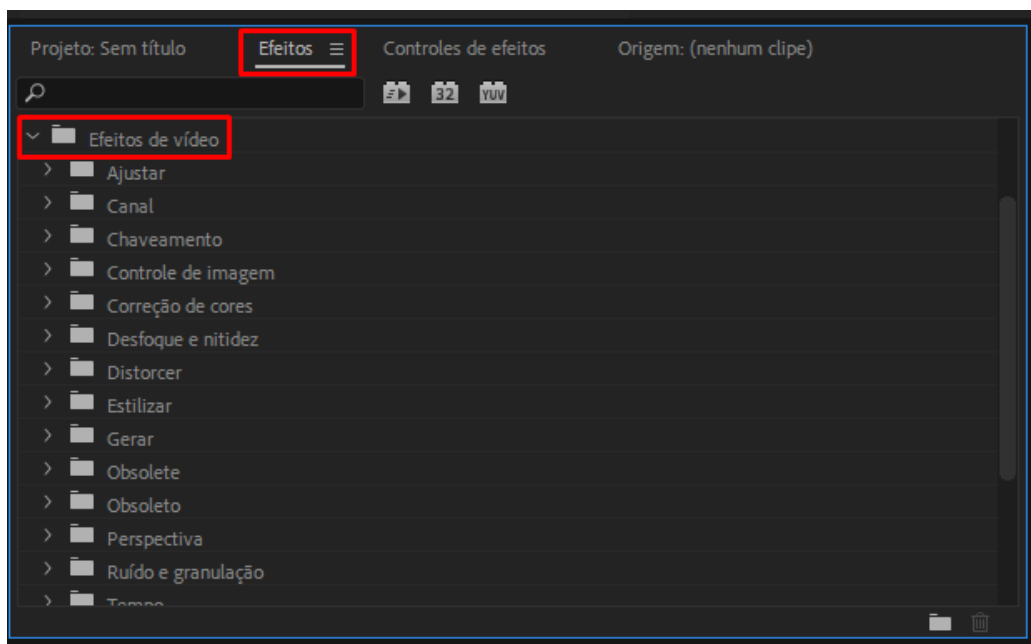 Projeto: Sem título Efeitos Controles de efeitos Origem: (nenhum clipe)
32 YUV
Efeitos de vídeo
Ajustar
Canal
Chaveamento
Controle de imagem
Correção de cores
Desfoque e nitidez
Distorcer
Estilizar
Gerar
Obsolete
Obsoleto
Perspectiva
Ruído e granulação
Tempo